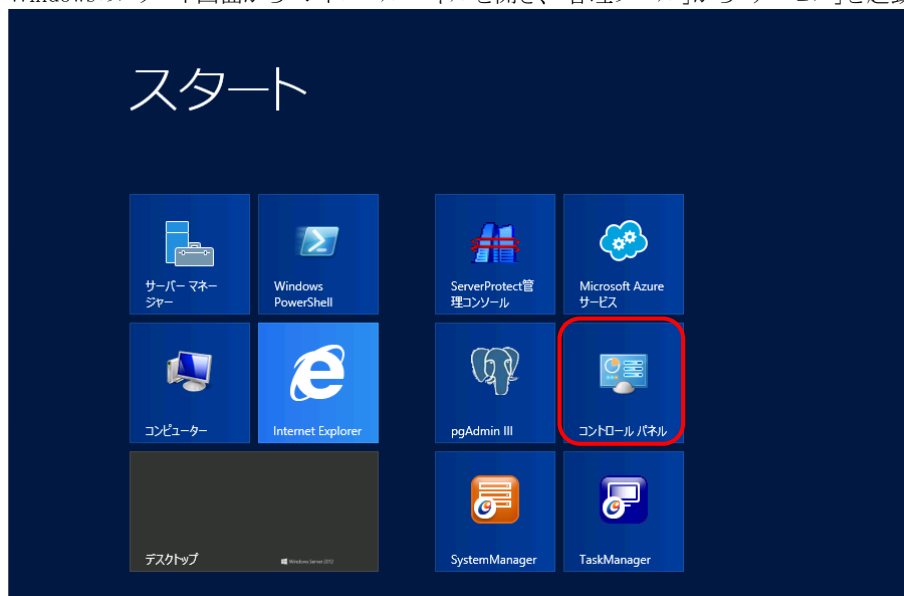 スタート
サーバー マネー
ジャー
Windows
PowerShell
ServerProtect管
理コンソール
Microsoft Azure
サービス
コンピューター
Internet Explorer
pgAdmin III
コントロール パネル
デスクトップ
Windows Server 2012
SystemManager
TaskManager